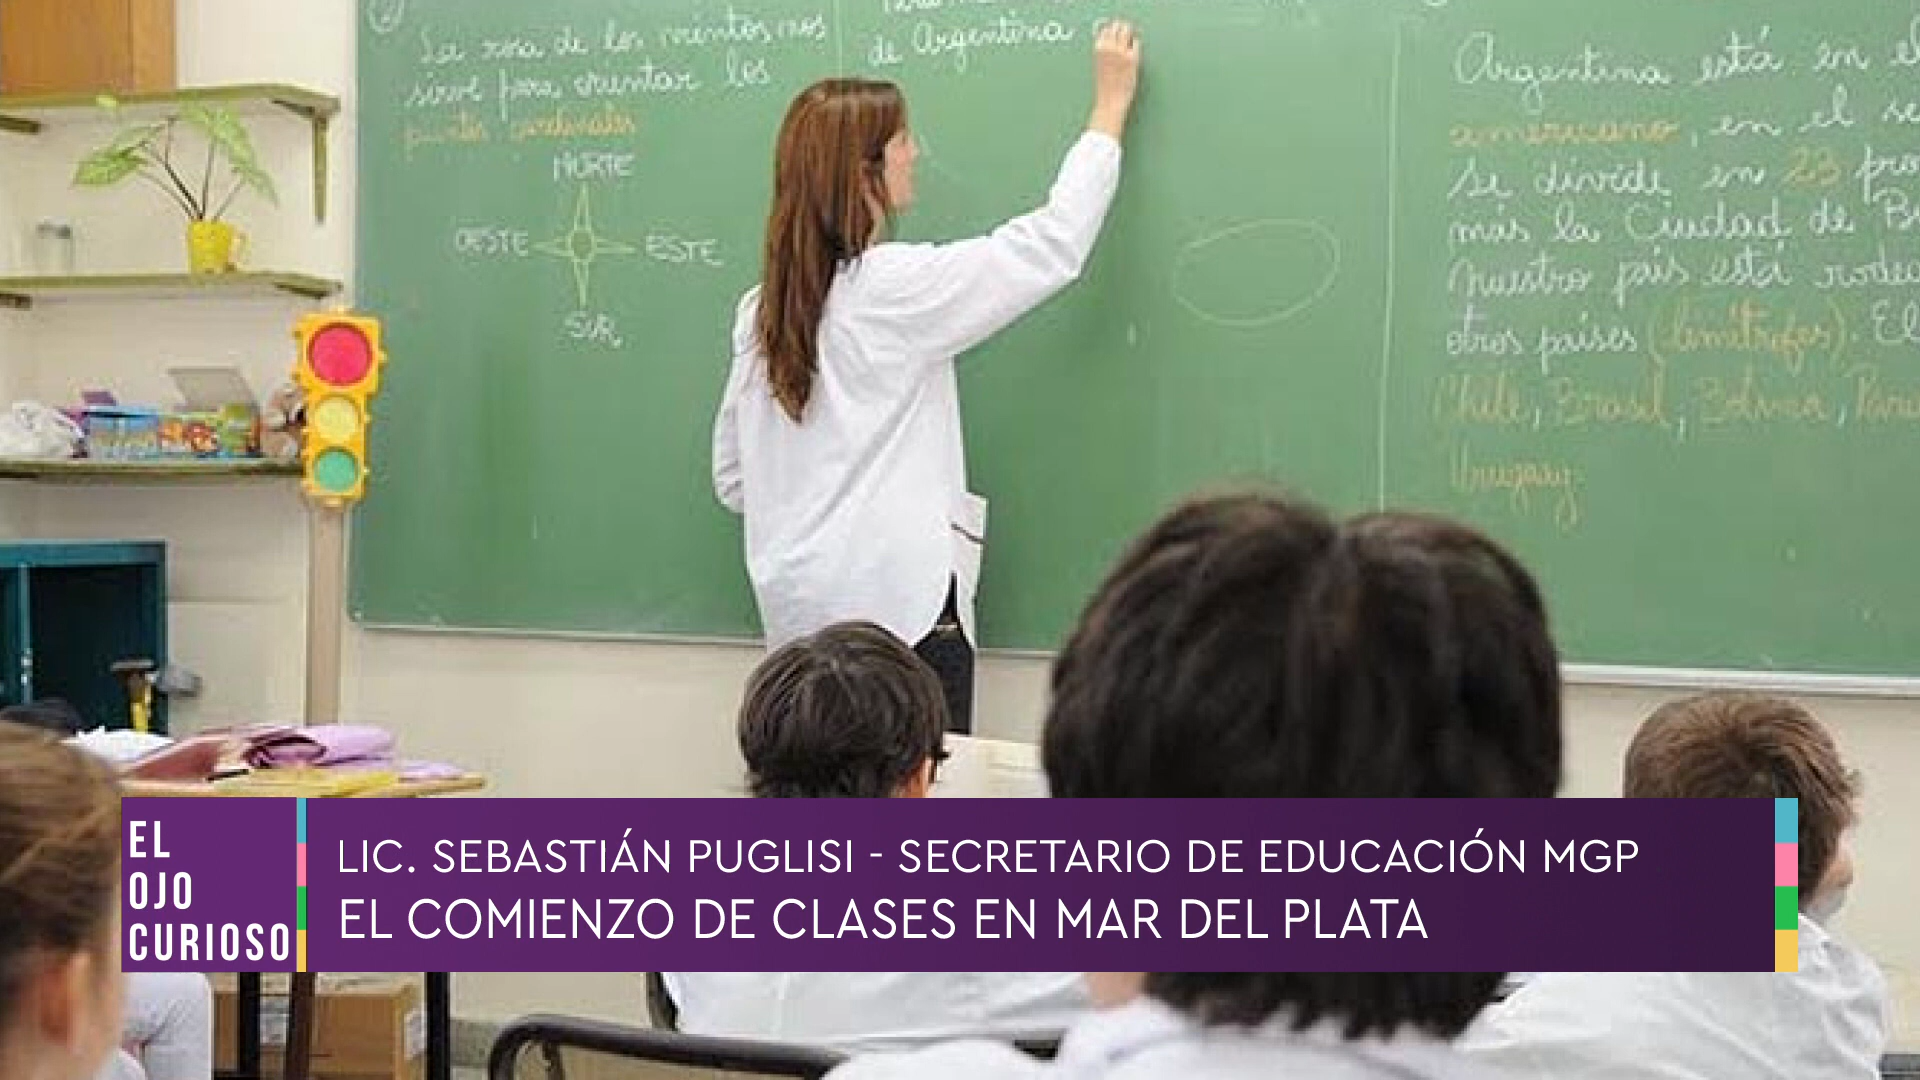 La rosa de los vientos nos
sirve para orientar los
puntos cardinales
NORTE
OESTE
ESTE
SUR
de Argentina
Argentina está en el
americano, en el
se divide en 23
más la Ciudad de
nuestro país está
otros países (limítrofes). El
Chile, Brasil, Bolivia,
Uruguay.
EL
OJO
CURIOSO
LIC. SEBASTIÁN PUGLISI - SECRETARIO DE EDUCACIÓN MGP
EL COMIENZO DE CLASES EN MAR DEL PLATA